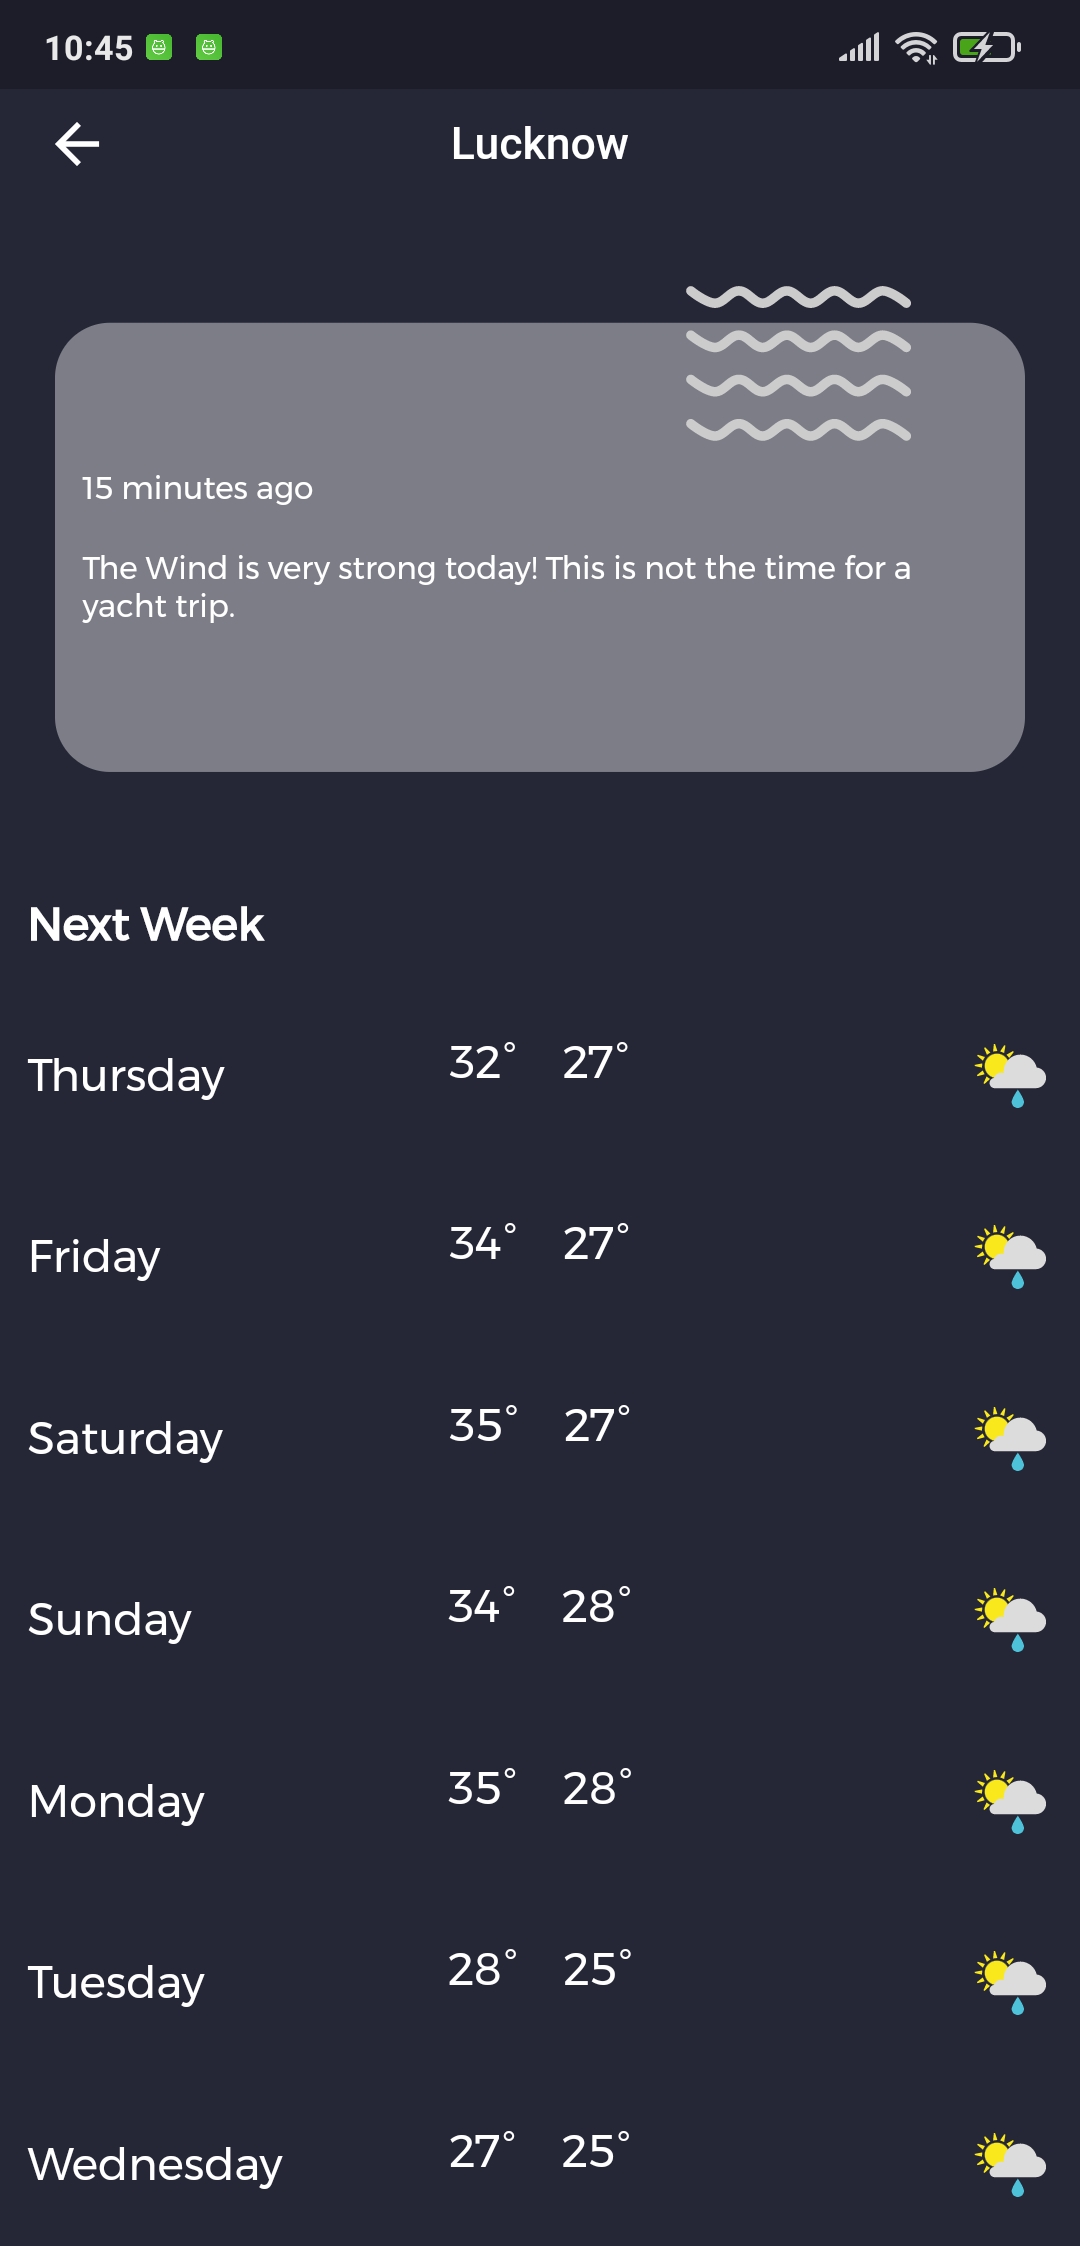 10:45
Lucknow
15 minutes ago
The Wind is very strong today! This is not the time for a
yacht trip.
Next Week
Thursday 32° 27°
Friday 34° 27°
Saturday 35° 27°
Sunday 34° 28°
Monday 35° 28°
Tuesday 28° 25°
Wednesday 27° 25°